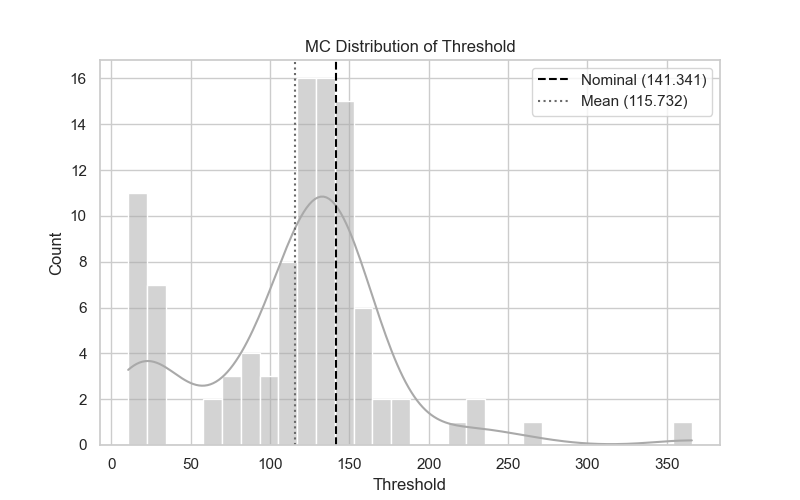 MC Distribution of Threshold
Nominal (141.341)
Mean (115.732)
Count
16
14
12
10
8
6
4
2
0
0 50 100 150 200 250 300 350
Threshold